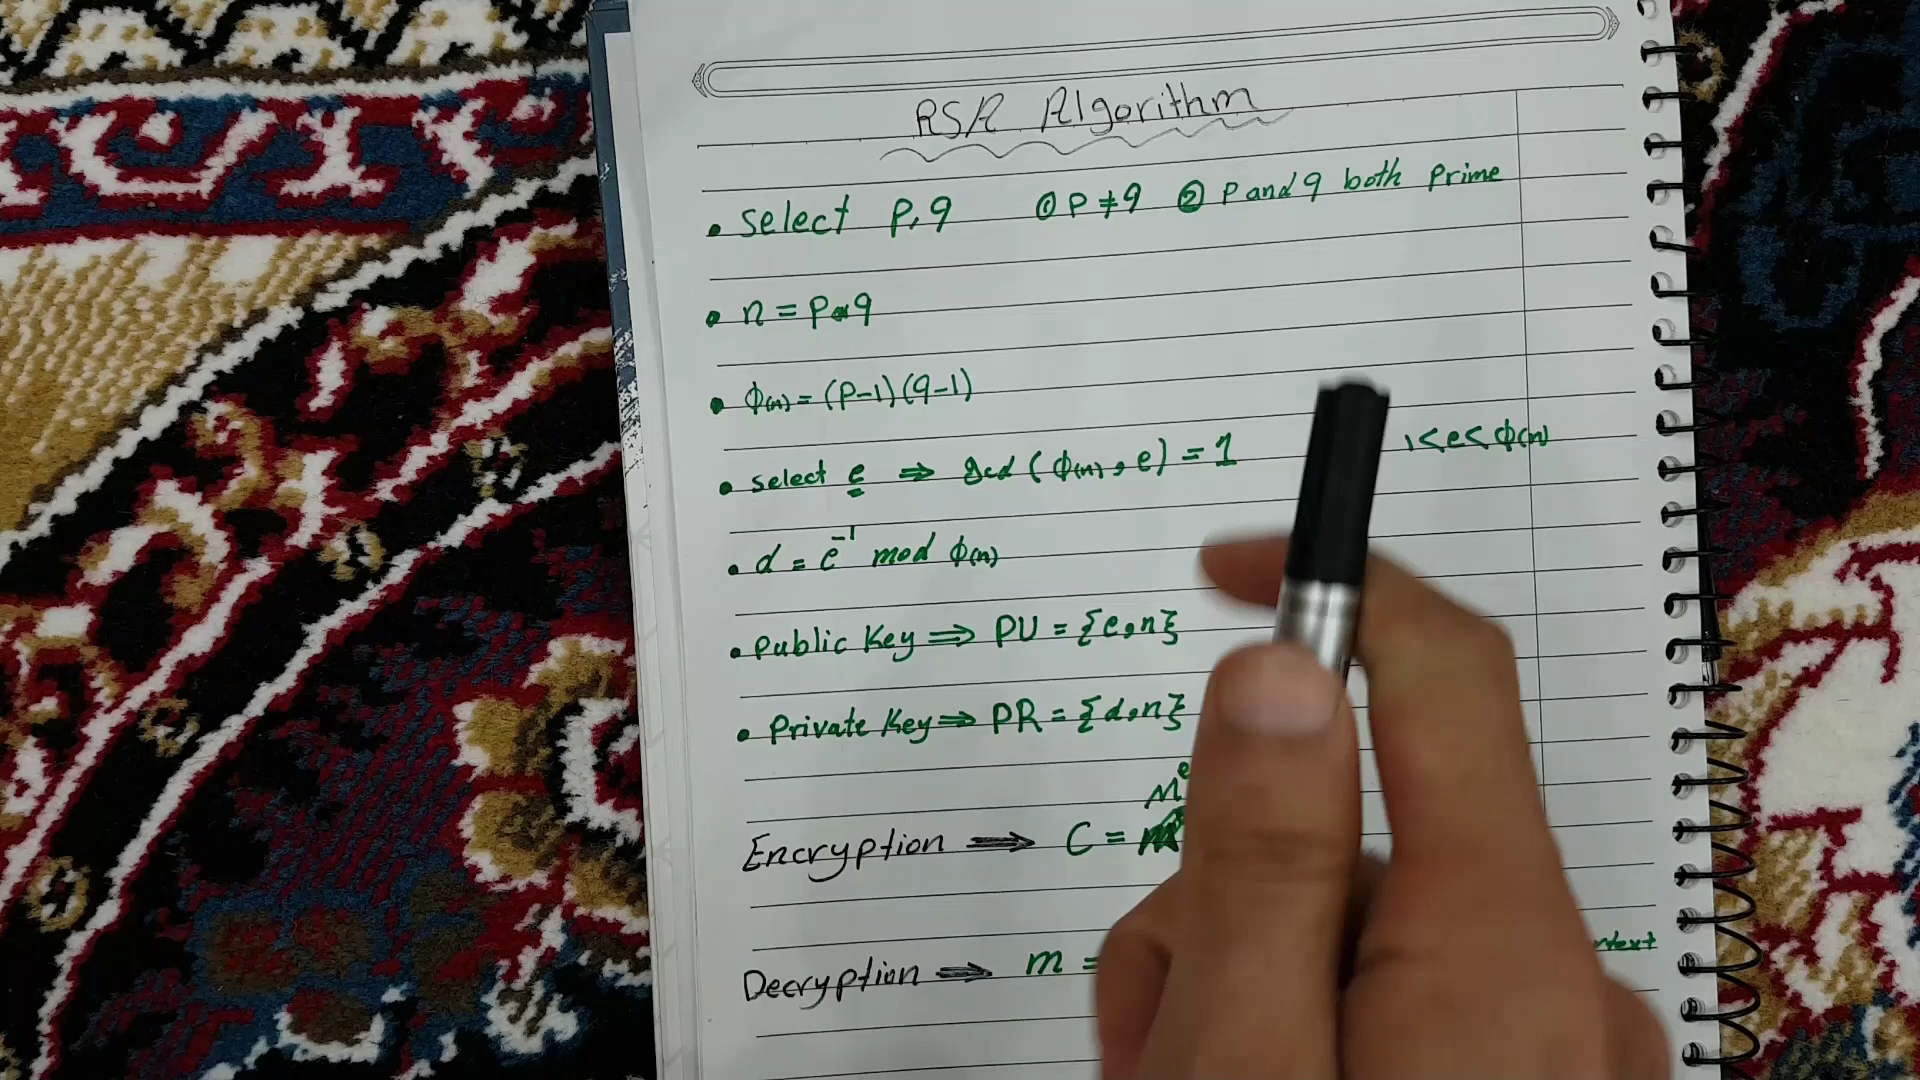 RSA Algorithm
• select P, q ① P ≠ q ② P and q both prime
• n = P * q
• ϕ(n) = (P-1)(q-1)
• select e ⇒ gcd ( ϕ(n) , e) = 1 1<e< ϕ(n)
• d = e⁻¹ mod ϕ(n)
• Public Key ⇒ PU = {e,n}
• Private Key ⇒ PR = {d,n}
Encryption ⇒ C = Mᵉ
Decryption ⇒ m =